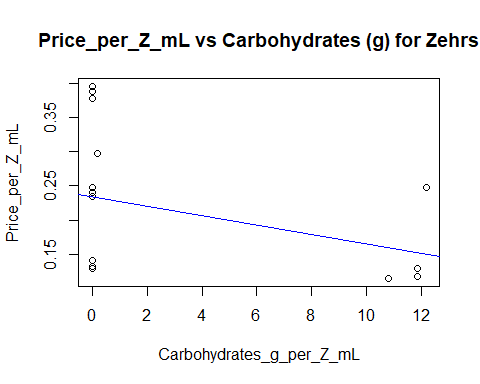 Price_per_Z_mL vs Carbohydrates (g) for Zehrs
Price_per_Z_mL
0.35
0.25
0.15
0 2 4 6 8 10 12
Carbohydrates_g_per_Z_mL